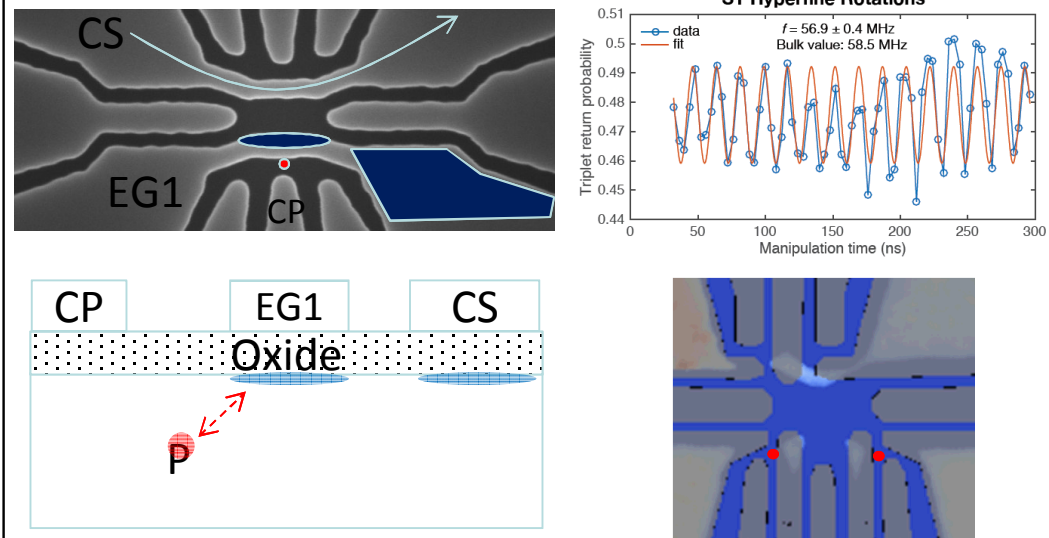 CS
EG1
CP
ST Hyperfine Rotations
data
fit
f = 56.9 ± 0.4 MHz
Bulk value: 58.5 MHz
Triplet return probability
0.51
0.5
0.49
0.48
0.47
0.46
0.45
0.44
0
50
100
150
200
250
300
Manipulation time (ns)
CP
EG1
CS
Oxide
P